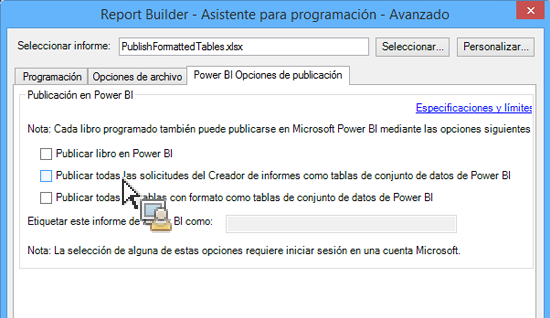 Report Builder - Asistente para programación - Avanzado
Seleccionar informe: PublishFormattedTables.xlsx Seleccionar... Personalizar...
Programación Opciones de archivo Power BI Opciones de publicación
Publicación en Power BI
Especificaciones y límites
Nota: Cada libro programado también puede publicarse en Microsoft Power BI mediante las opciones siguientes
Publicar libro en Power BI
Publicar todas las solicitudes del Creador de informes como tablas de conjunto de datos de Power BI
Publicar todas tablas con formato como tablas de conjunto de datos de Power BI
Etiquetar este informe de BI como:
Nota: La selección de alguna de estas opciones requiere iniciar sesión en una cuenta Microsoft.